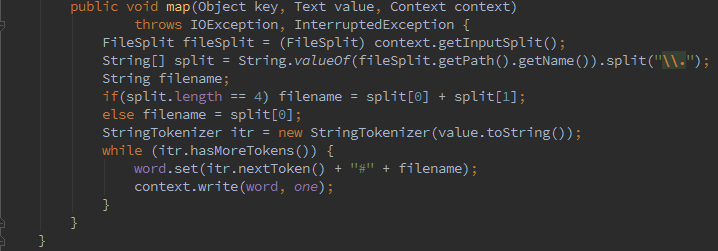 public void map(Object key, Text value, Context context)
        throws IOException, InterruptedException {
    FileSplit fileSplit = (FileSplit) context.getInputSplit();
    String[] split = String.valueOf(fileSplit.getPath().getName()).split("\\.");
    String filename;
    if(split.length == 4) filename = split[0] + split[1];
    else filename = split[0];
    StringTokenizer itr = new StringTokenizer(value.toString());
    while (itr.hasMoreTokens()) {
        word.set(itr.nextToken() + "#" + filename);
        context.write(word, one);
    }
}
}